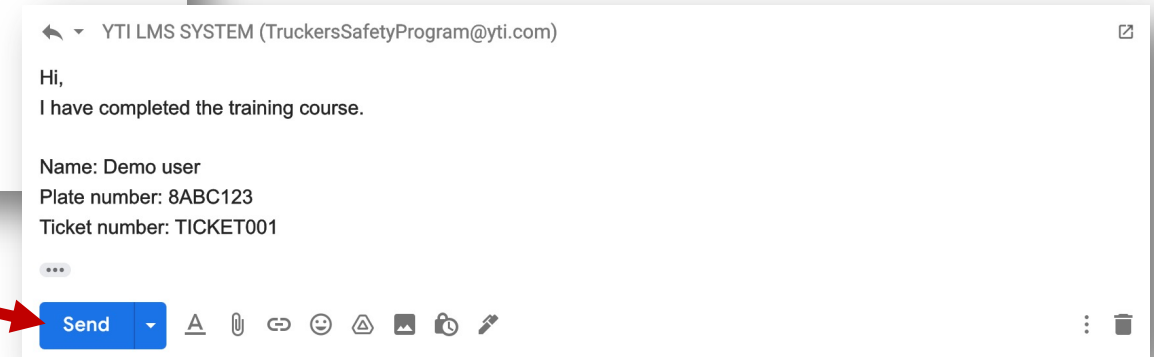 YTI LMS SYSTEM (TruckersSafetyProgram@yti.com)
Hi,
I have completed the training course.
Name: Demo user
Plate number: 8ABC123
Ticket number: TICKET001
Send